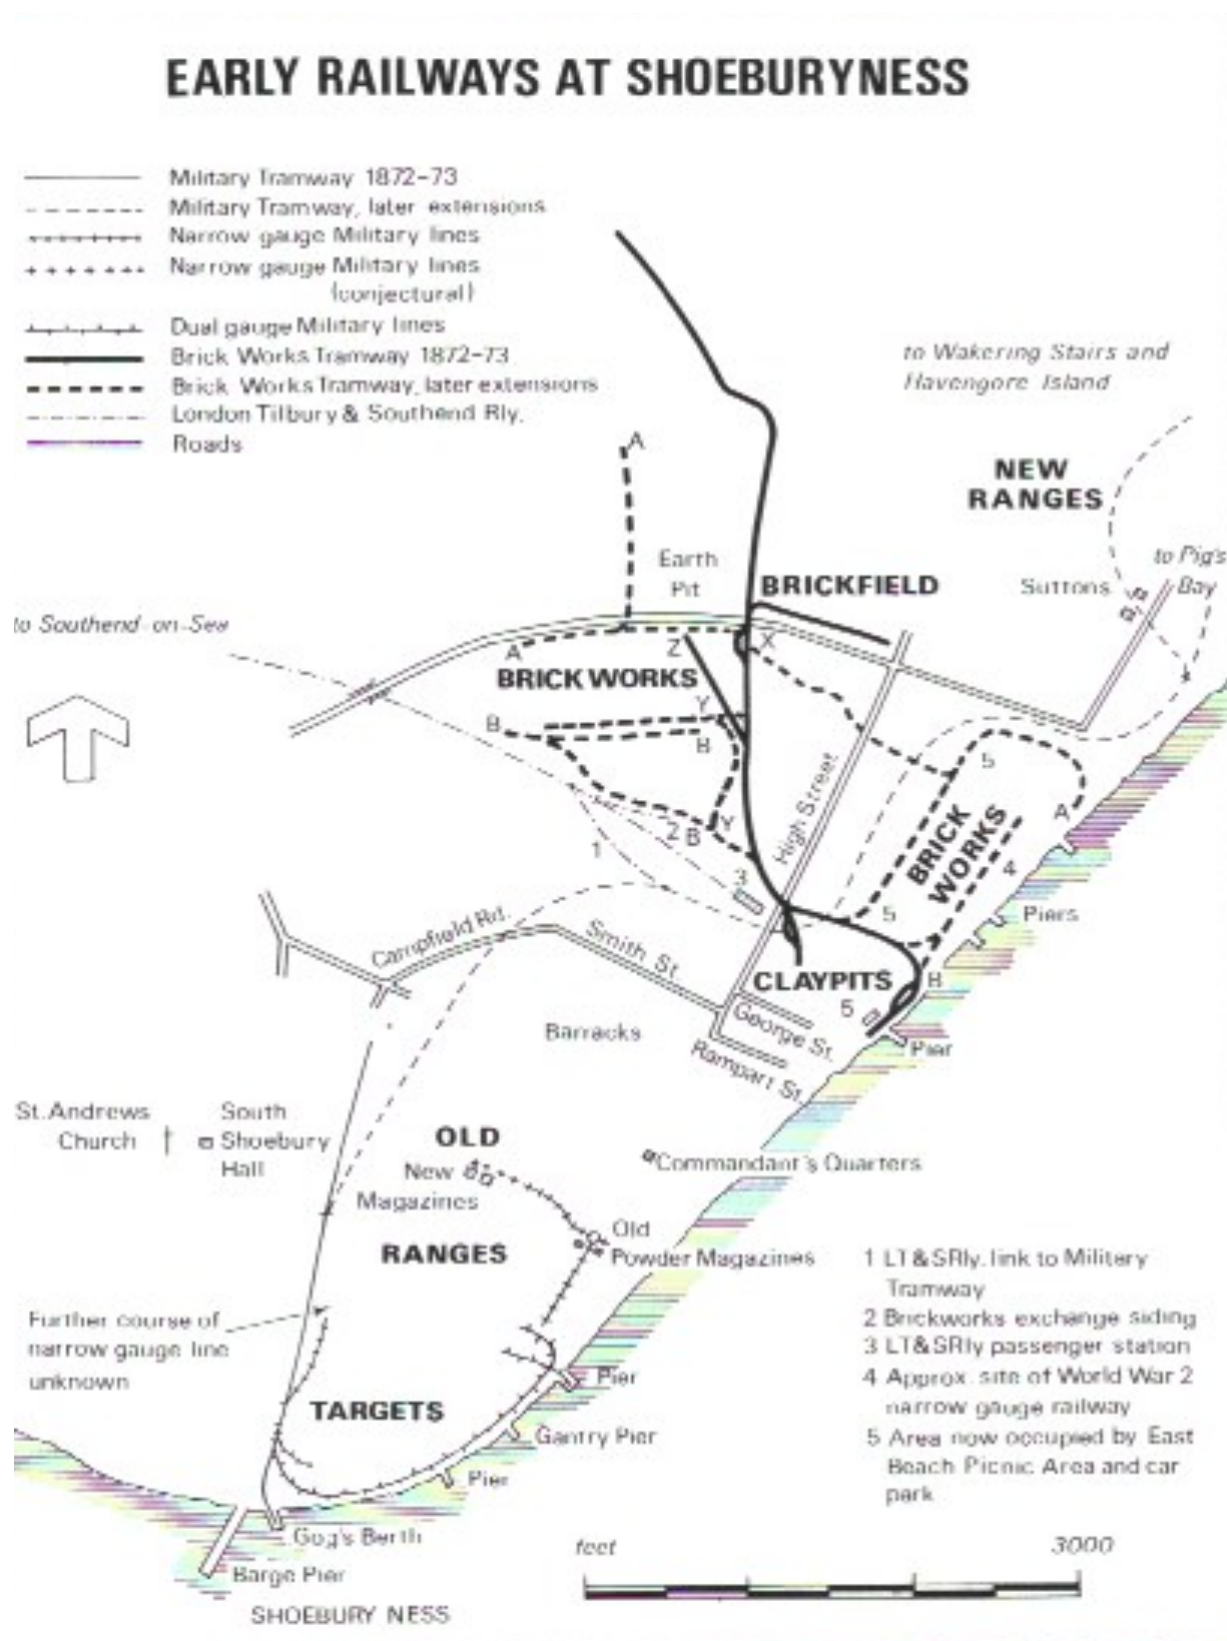 EARLY RAILWAYS AT SHOEBURYNESS
Military Tramway 1872-73
Military Tramway, later extensions
Narrow gauge Military lines
Narrow gauge Military lines
(conjectural)
Dual gauge Military lines
Brick Works Tramway 1872-73
Brick Works Tramway, later extensions
London Tilbury & Southend Rly.
Roads
to Wakering Stairs and
Havengore Island
A
NEW
RANGES
Earth
Pit
BRICKFIELD
Suttons
to Pig's
Bay
to Southend-on-Sea
A
Z
X
BRICK WORKS
B
Y
B
5
High Street
A
BRICK
WORKS
2
B
Y
1
3
4
5
Piers
Campfield Rd.
Smith St.
CLAYPITS
B
5
George St.
Barracks
Rampart St.
Pier
St. Andrews
Church
South
Shoebury
Hall
OLD
New
Magazines
Commandant's Quarters
Old
Powder Magazines
RANGES
Further course of
narrow gauge line
unknown
TARGETS
Pier
Gantry Pier
Pier
Gog's Berth
Barge Pier
SHOEBURY NESS
1 LT&SRly. link to Military
Tramway
2 Brickworks exchange siding
3 LT&SRly passenger station
4 Approx. site of World War 2
narrow gauge railway
5 Area now occupied by East
Beach Picnic Area and car
park
feet
3000